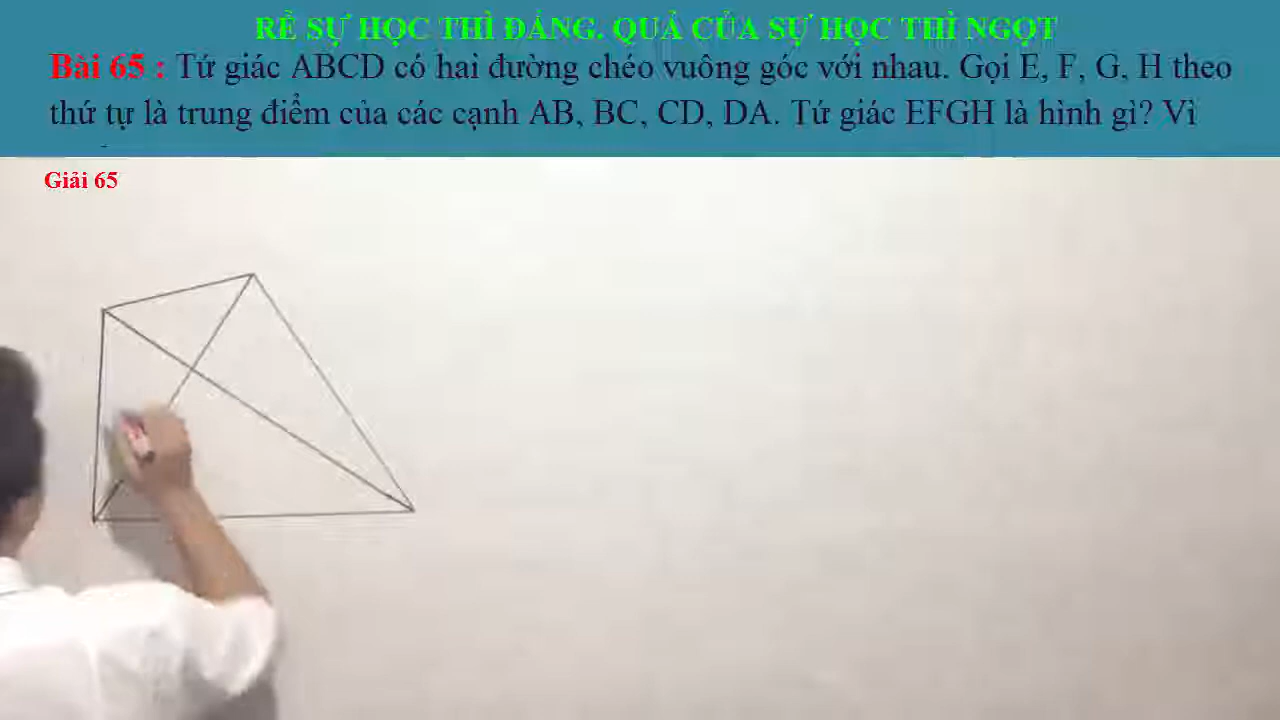 RỄ SỰ HỌC THÌ ĐẮNG. QUẢ CỦA SỰ HỌC THÌ NGỌT
Bài 65 : Tứ giác ABCD có hai đường chéo vuông góc với nhau. Gọi E, F, G, H theo
thứ tự là trung điểm của các cạnh AB, BC, CD, DA. Tứ giác EFGH là hình gì? Vì
Giải 65